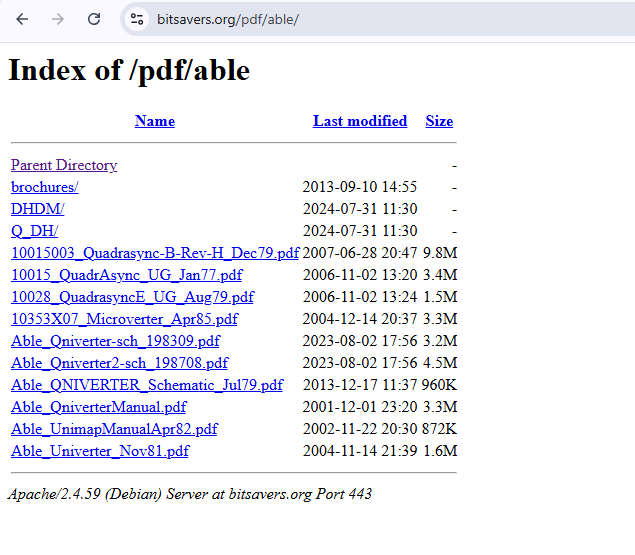 bitsavers.org/pdf/able/
Index of /pdf/able
Name Last modified Size
Parent Directory -
brochures/ 2013-09-10 14:55 -
DHDM/ 2024-07-31 11:30 -
Q_DH/ 2024-07-31 11:30 -
10015003_Quadrasync-B-Rev-H_Dec79.pdf 2007-06-28 20:47 9.8M
10015_QuadrAsync_UG_Jan77.pdf 2006-11-02 13:20 3.4M
10028_QuadrasyncE_UG_Aug79.pdf 2006-11-02 13:24 1.5M
10353X07_Microverter_Apr85.pdf 2004-12-14 20:37 3.3M
Able_Qniverter-sch_198309.pdf 2023-08-02 17:56 3.2M
Able_Qniverter2-sch_198708.pdf 2023-08-02 17:56 4.5M
Able_QNIVERTER_Schematic_Jul79.pdf 2013-12-17 11:37 960K
Able_QniverterManual.pdf 2001-12-01 23:20 3.3M
Able_UnimapManualApr82.pdf 2002-11-22 20:30 872K
Able_Univerter_Nov81.pdf 2004-11-14 21:39 1.6M
Apache/2.4.59 (Debian) Server at bitsavers.org Port 443